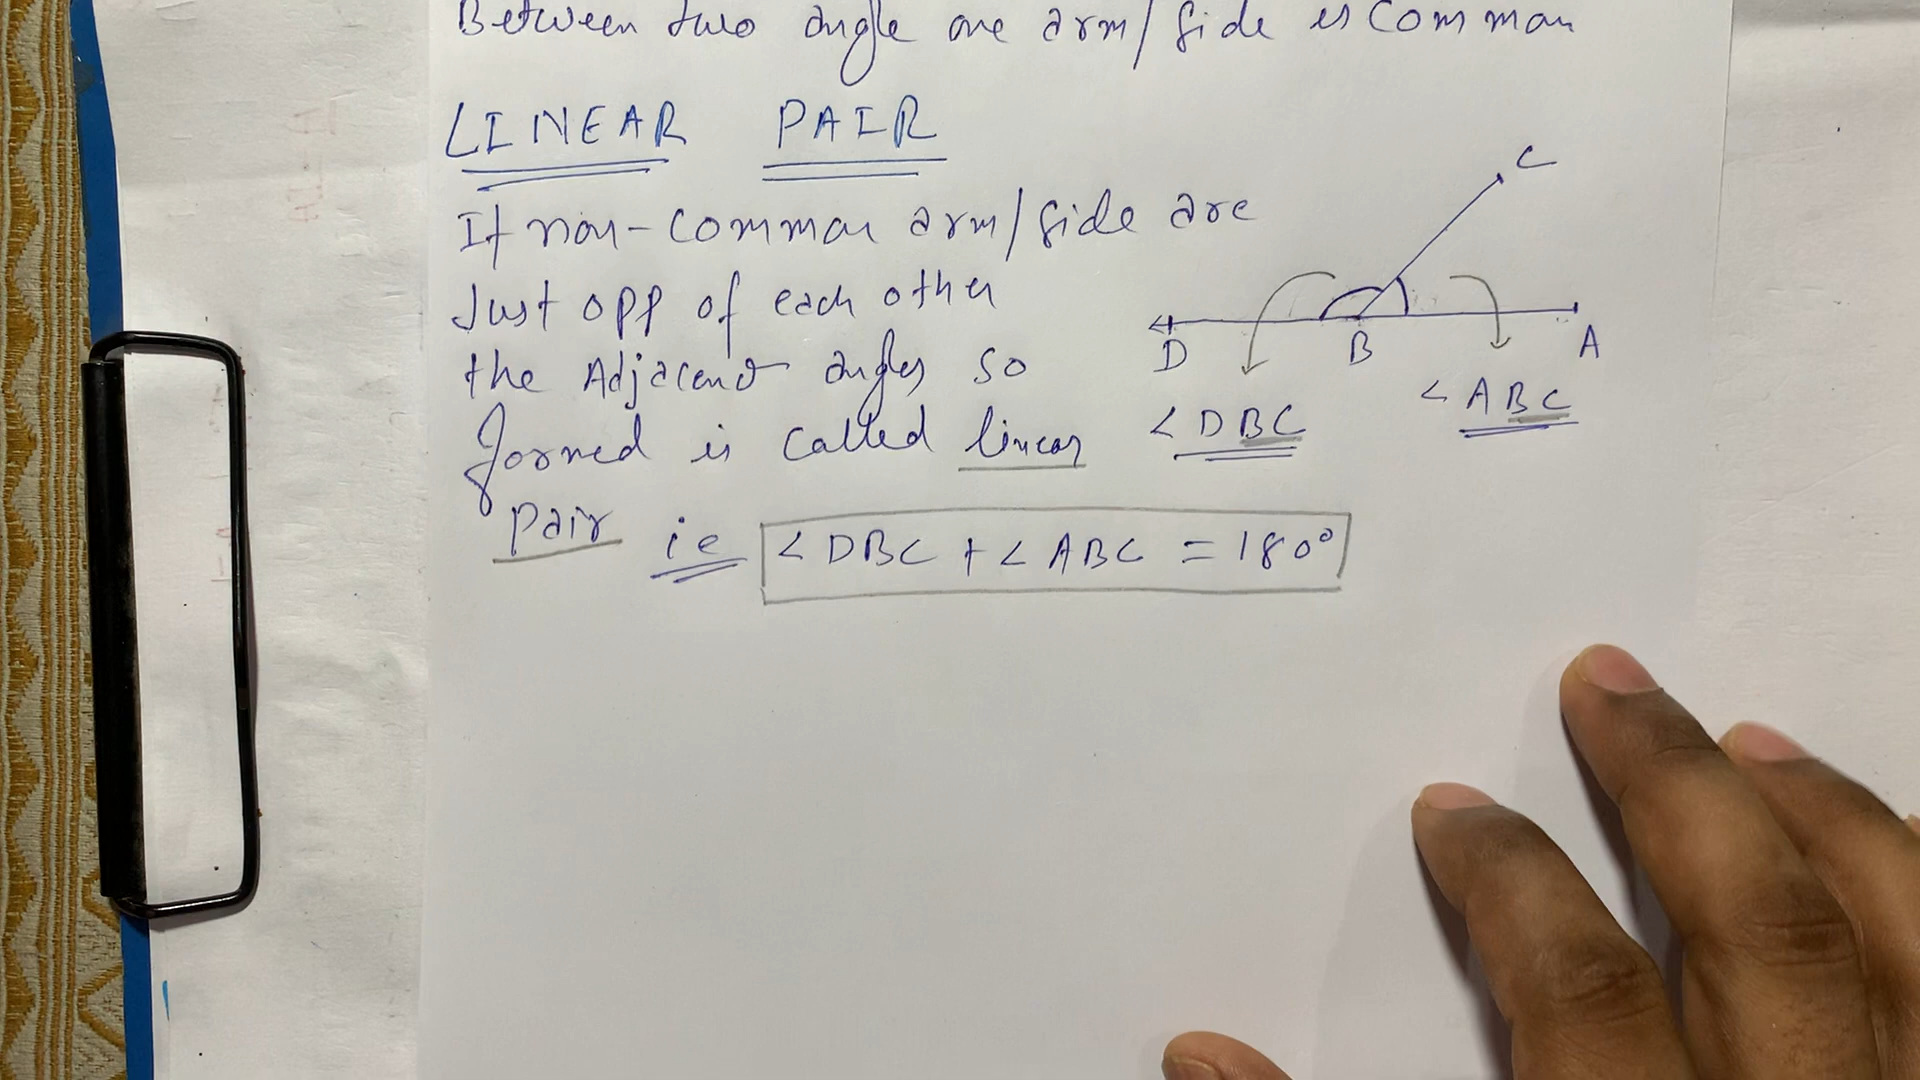 Between two angle one arm/side is common
LINEAR PAIR
If non-common arm/side are
Just opp of each other
the Adjacent angles so
formed is called linear
pair ie ∠DBC + ∠ABC = 180°
C
D B A
∠DBC ∠ABC